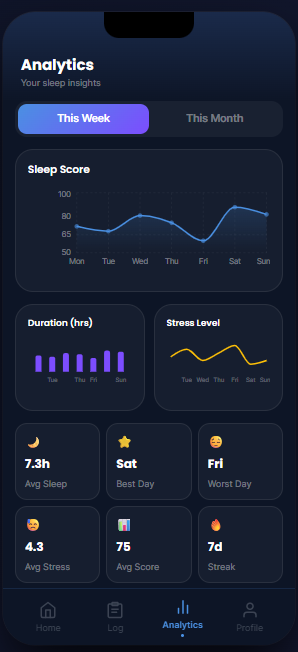 Analytics
Your sleep insights
This Week This Month
Sleep Score
100
80
65
50
Mon Tue Wed Thu Fri Sat Sun
Duration (hrs) Stress Level
Tue Thu Fri Sun Tue Wed Thu Fri Sat Sun
7.3h Sat Fri
Avg Sleep Best Day Worst Day
4.3 75 7d
Avg Stress Avg Score Streak
Home Log Analytics Profile